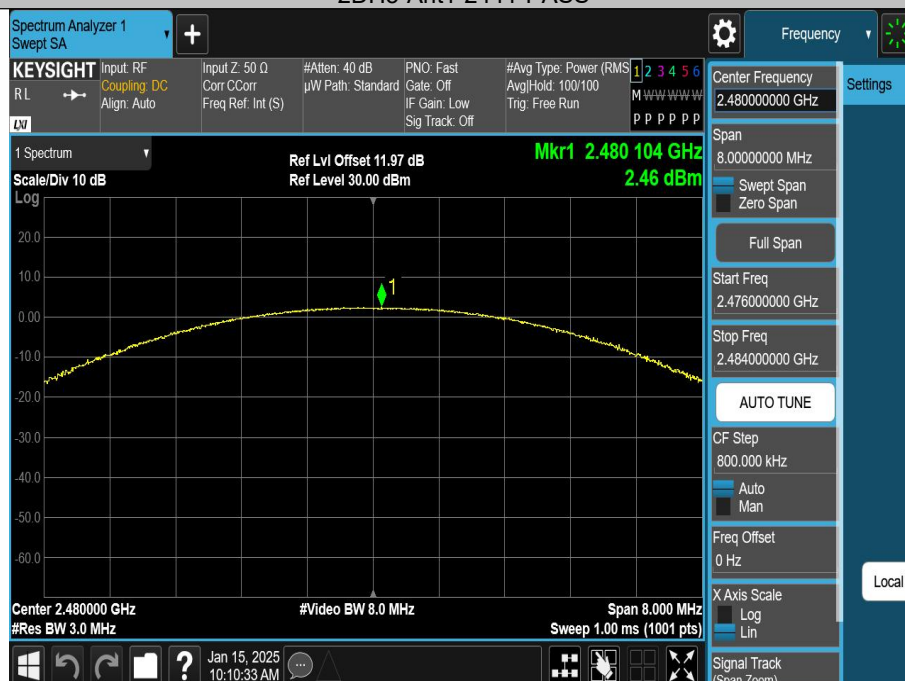 Spectrum Analyzer 1
Swept SA
+
Frequency
KEYSIGHT
RL
LXI
Input: RF
Coupling: DC
Align: Auto
Input Z: 50 Ω
Corr CCorr
Freq Ref: Int (S)
#Atten: 40 dB
µW Path: Standard
PNO: Fast
Gate: Off
IF Gain: Low
Sig Track: Off
#Avg Type: Power (RMS
Avg|Hold: 100/100
Trig: Free Run
1 2 3 4 5 6
M W W W W W
P P P P P P
1 Spectrum
Scale/Div 10 dB
Log
Ref Lvl Offset 11.97 dB
Ref Level 30.00 dBm
Mkr1 2.480 104 GHz
2.46 dBm
20.0
10.0
0.00
-10.0
-20.0
-30.0
-40.0
-50.0
-60.0
1
Center 2.480000 GHz
#Res BW 3.0 MHz
#Video BW 8.0 MHz
Span 8.000 MHz
Sweep 1.00 ms (1001 pts)
?
Jan 15, 2025
10:10:33 AM
Center Frequency
2.480000000 GHz
Span
8.00000000 MHz
Swept Span
Zero Span
Full Span
Start Freq
2.476000000 GHz
Stop Freq
2.484000000 GHz
AUTO TUNE
CF Step
800.000 kHz
Auto
Man
Freq Offset
0 Hz
X Axis Scale
Log
Lin
Signal Track
(Span Zoom)
Settings
Local